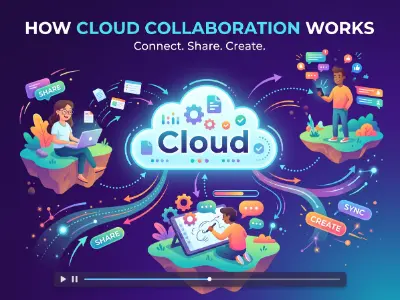 HOW CLOUD COLLABORATION WORKS
Connect. Share. Create.
SHARE
Cloud
SHARE
CREATE
SYNC